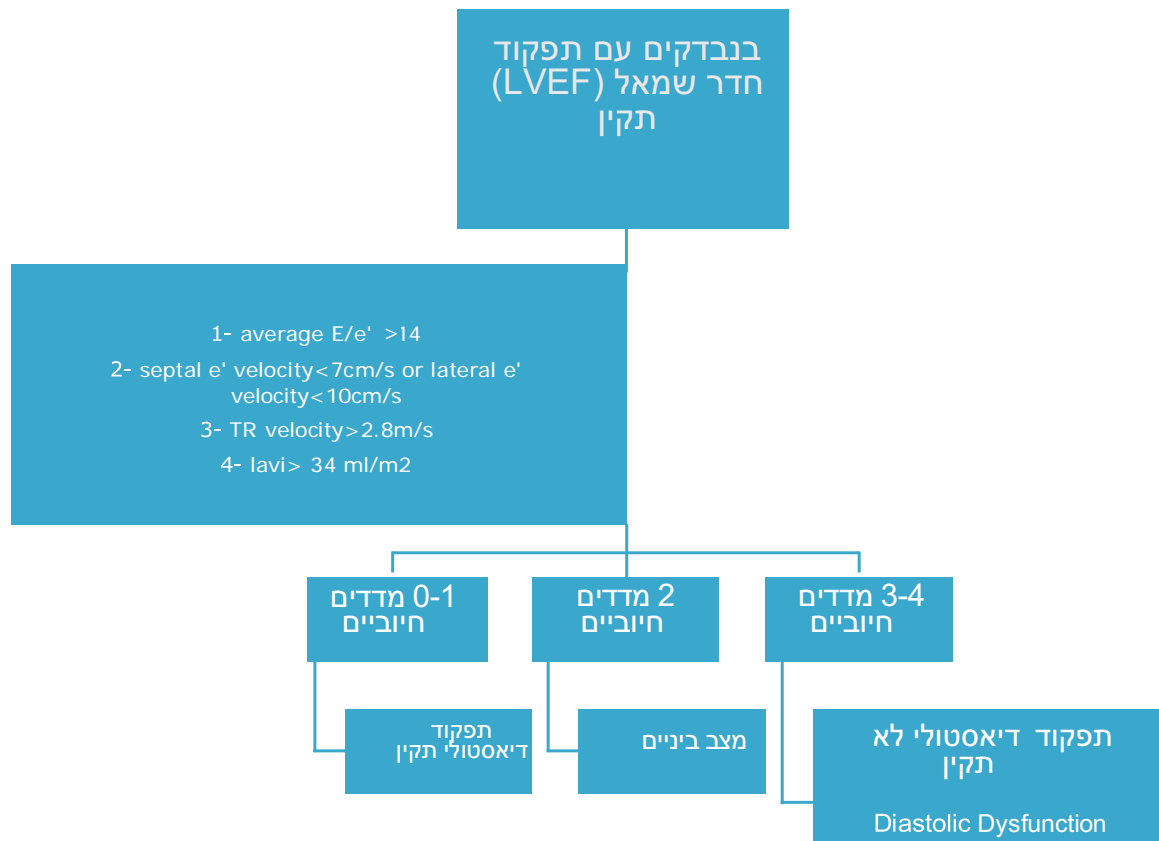 בנבדקים עם תפקוד
חדר שמאל (LVEF)
תקין
1- average E/e' >14
2- septal e' velocity<7cm/s or lateral e'
velocity<10cm/s
3- TR velocity>2.8m/s
4- lavi> 34 ml/m2
0-1 מדדים
חיוביים
2 מדדים
חיוביים
3-4 מדדים
חיוביים
תפקוד
דיאסטולי תקין
מצב ביניים
תפקוד דיאסטולי לא
תקין
Diastolic Dysfunction